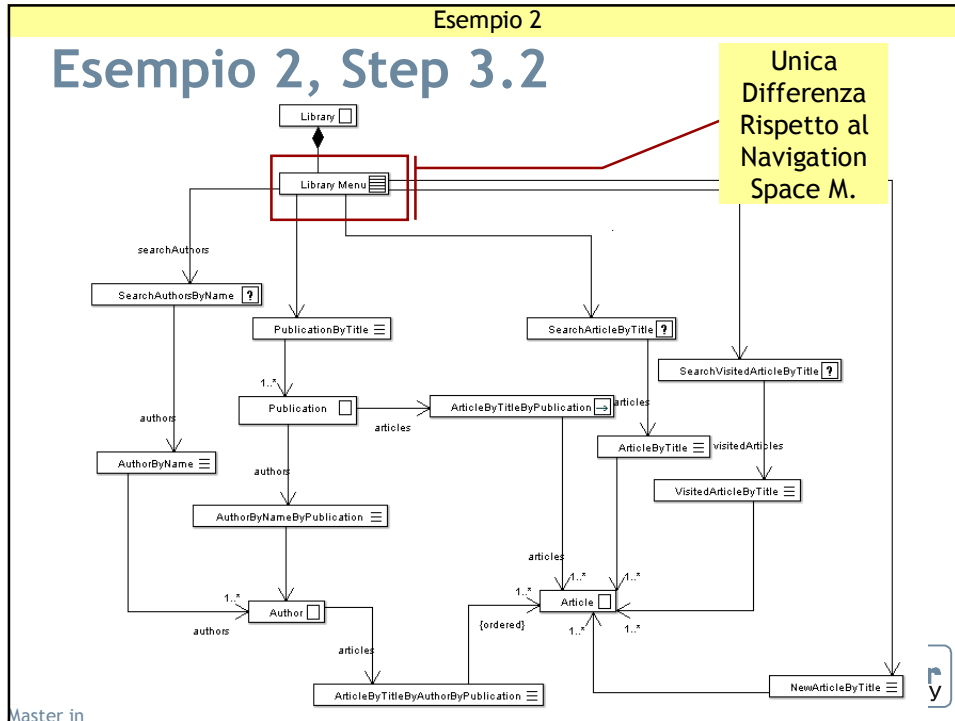 Esempio 2
Esempio 2, Step 3.2
Unica
Differenza
Rispetto al
Navigation
Space M.
Library
Library Menu
searchAuthors
SearchAuthorsByName ?
PublicationByTitle
SearchArticleByTitle ?
SearchVisitedArticleByTitle ?
1..*
Publication
articles
ArticleByTitleByPublication
articles
authors
AuthorByName
authors
ArticleByTitle
visitedArticles
VisitedArticleByTitle
AuthorByNameByPublication
articles
1..*
1..*
1..*
1..*
Author
authors
Article
{ordered}
1..*
1..*
articles
ArticleByTitleByAuthorByPublication
NewArticleByTitle
r
y
Master in